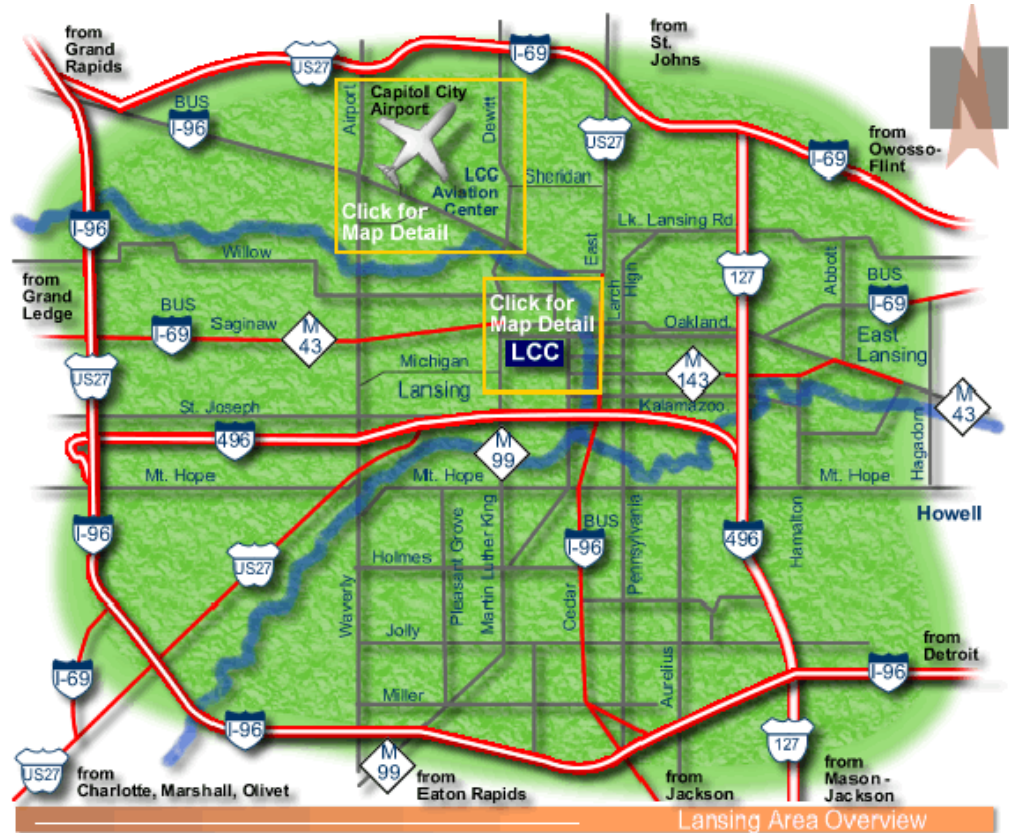 from
Grand
Rapids
US27
I-69
from
St.
Johns
BUS
I-96
Airport
Capitol City
Airport
Dewitt
US27
from
Owosso-
Flint
I-69
LCC
Aviation
Center
Sheridan
Click for
Map Detail
I-96
Willow
Lk. Lansing Rd
East
from
Grand
Ledge
127
Larch
High
Abbott
BUS
I-69
BUS
I-69
Saginaw
M
43
Click for
Map Detail
LCC
Oakland.
East
Lansing
US27
Michigan
Lansing
M
143
Kalamazoo.
M
43
St. Joseph
496
M
99
Hagadorn
Mt. Hope
Mt. Hope
Mt. Hope
Howell
I-96
US27
Holmes
Waverly
Pleasant Grove
Martin Luther King
Cedar
BUS
I-96
Pennsylvania
496
Hamalton
Jolly
from
Detroit
I-69
Miller
Aurelius
I-96
I-96
127
US27
from
Charlotte, Marshall, Olivet
M
99
from
Eaton Rapids
from
Jackson
from
Mason -
Jackson
Lansing Area Overview